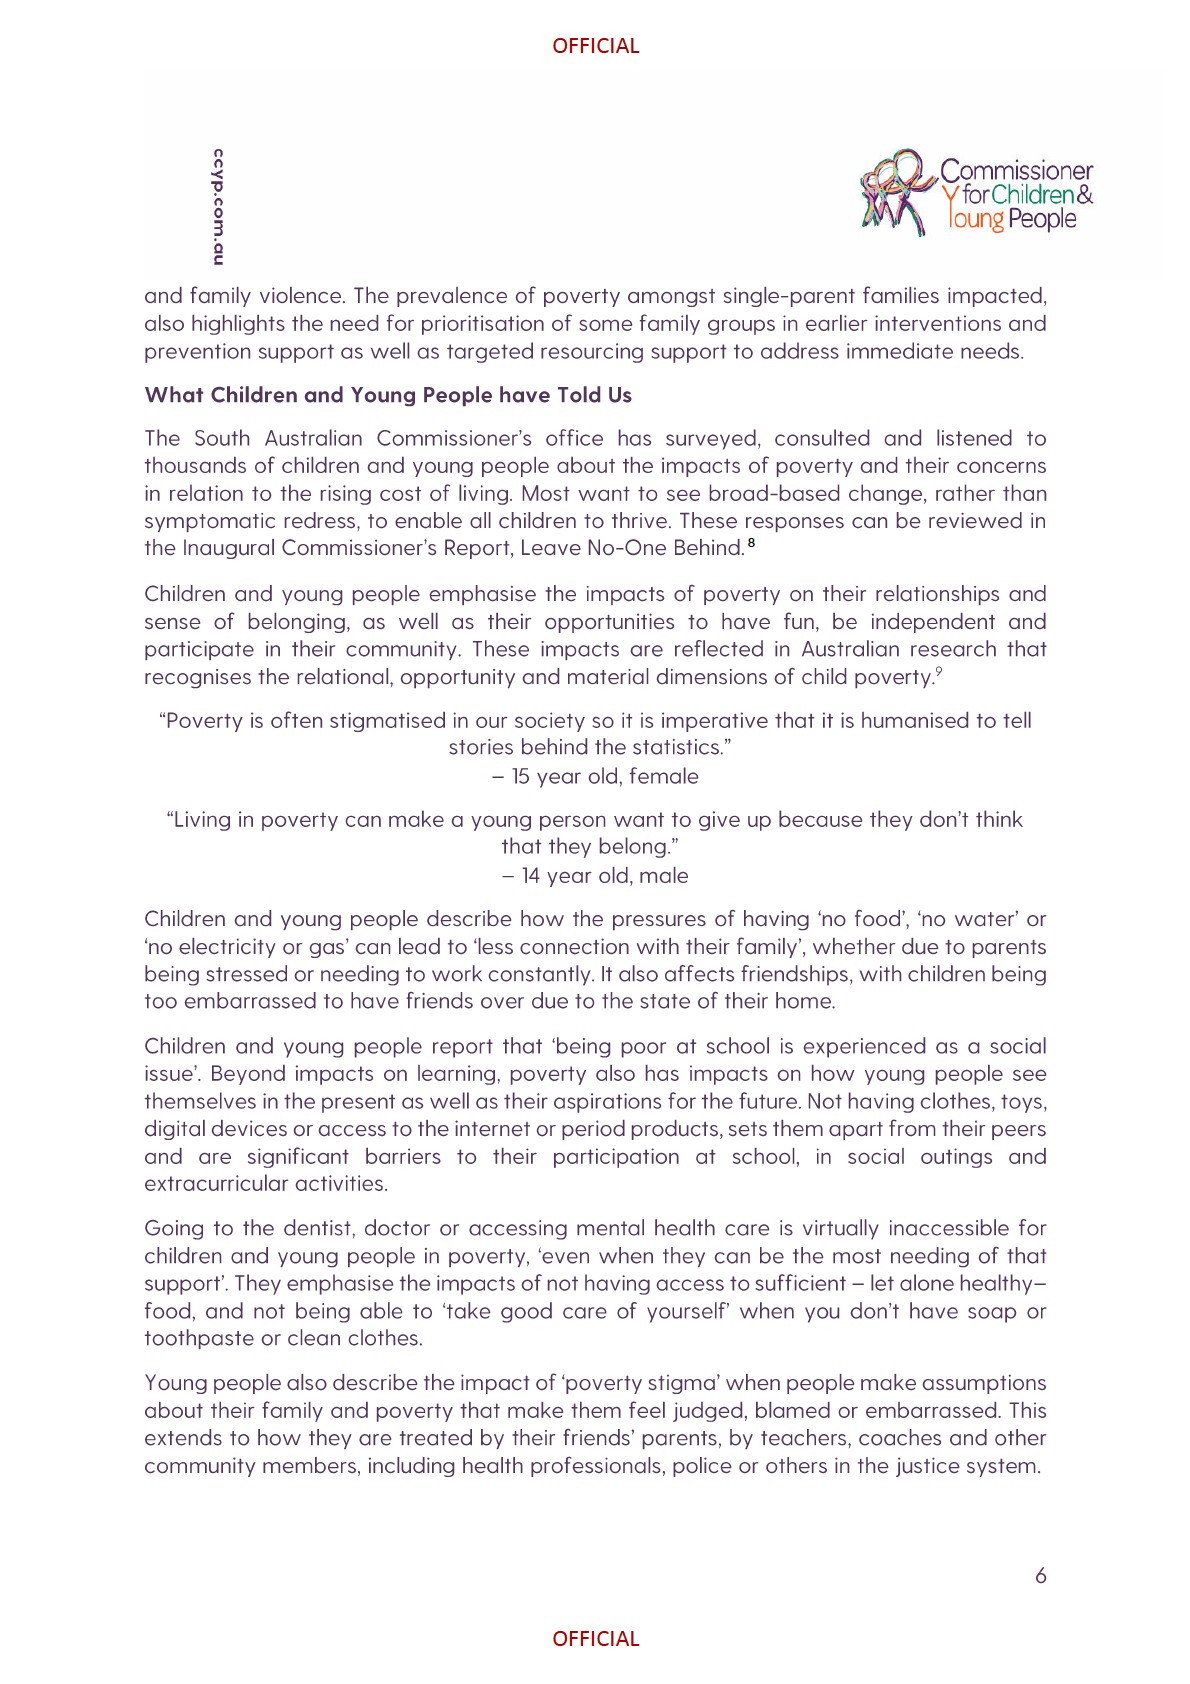 OFFICIAL
ccyp.com.au
Commissioner
for Children &
Young People
and family violence. The prevalence of poverty amongst single-parent families impacted,
also highlights the need for prioritisation of some family groups in earlier interventions and
prevention support as well as targeted resourcing support to address immediate needs.
What Children and Young People have Told Us
The South Australian Commissioner’s office has surveyed, consulted and listened to
thousands of children and young people about the impacts of poverty and their concerns
in relation to the rising cost of living. Most want to see broad-based change, rather than
symptomatic redress, to enable all children to thrive. These responses can be reviewed in
the Inaugural Commissioner’s Report, Leave No-One Behind.⁸
Children and young people emphasise the impacts of poverty on their relationships and
sense of belonging, as well as their opportunities to have fun, be independent and
participate in their community. These impacts are reflected in Australian research that
recognises the relational, opportunity and material dimensions of child poverty.⁹
“Poverty is often stigmatised in our society so it is imperative that it is humanised to tell
stories behind the statistics.”
– 15 year old, female
“Living in poverty can make a young person want to give up because they don’t think
that they belong.”
– 14 year old, male
Children and young people describe how the pressures of having ‘no food’, ‘no water’ or
‘no electricity or gas’ can lead to ‘less connection with their family’, whether due to parents
being stressed or needing to work constantly. It also affects friendships, with children being
too embarrassed to have friends over due to the state of their home.
Children and young people report that ‘being poor at school is experienced as a social
issue’. Beyond impacts on learning, poverty also has impacts on how young people see
themselves in the present as well as their aspirations for the future. Not having clothes, toys,
digital devices or access to the internet or period products, sets them apart from their peers
and are significant barriers to their participation at school, in social outings and
extracurricular activities.
Going to the dentist, doctor or accessing mental health care is virtually inaccessible for
children and young people in poverty, ‘even when they can be the most needing of that
support’. They emphasise the impacts of not having access to sufficient – let alone healthy–
food, and not being able to ‘take good care of yourself’ when you don’t have soap or
toothpaste or clean clothes.
Young people also describe the impact of ‘poverty stigma’ when people make assumptions
about their family and poverty that make them feel judged, blamed or embarrassed. This
extends to how they are treated by their friends’ parents, by teachers, coaches and other
community members, including health professionals, police or others in the justice system.
6
OFFICIAL